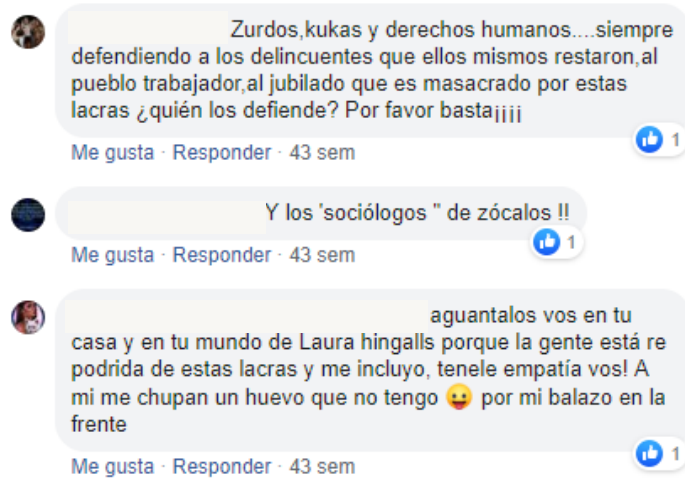 Zurdos,kukas y derechos humanos....siempre
defendiendo a los delincuentes que ellos mismos restaron,al
pueblo trabajador,al jubilado que es masacrado por estas
lacras ¿quién los defiende? Por favor basta¡¡¡¡
1
Me gusta · Responder · 43 sem
Y los 'sociólogos " de zócalos !!
1
Me gusta · Responder · 43 sem
aguantalos vos en tu
casa y en tu mundo de Laura hingalls porque la gente está re
podrida de estas lacras y me incluyo, tenele empatía vos! A
mi me chupan un huevo que no tengo 😛 por mi balazo en la
frente
1
Me gusta · Responder · 43 sem